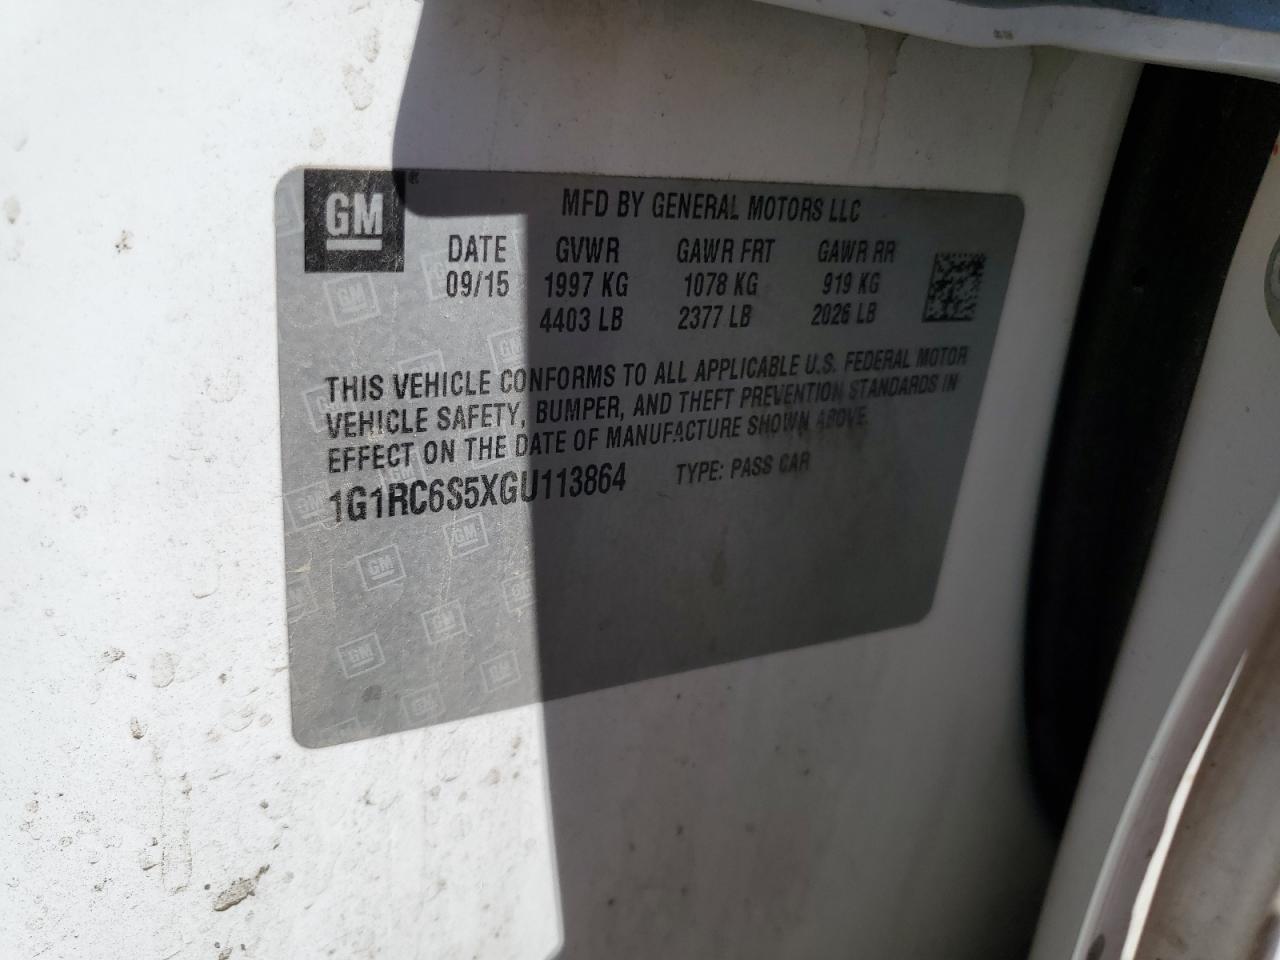 GM ®
MFD BY GENERAL MOTORS LLC
DATE GVWR GAWR FRT GAWR RR
09/15 1997 KG 1078 KG 919 KG
4403 LB 2377 LB 2026 LB
THIS VEHICLE CONFORMS TO ALL APPLICABLE U.S. FEDERAL MOTOR
VEHICLE SAFETY, BUMPER, AND THEFT PREVENTION STANDARDS IN
EFFECT ON THE DATE OF MANUFACTURE SHOWN ABOVE.
1G1RC6S5XGU113864 TYPE: PASS CAR